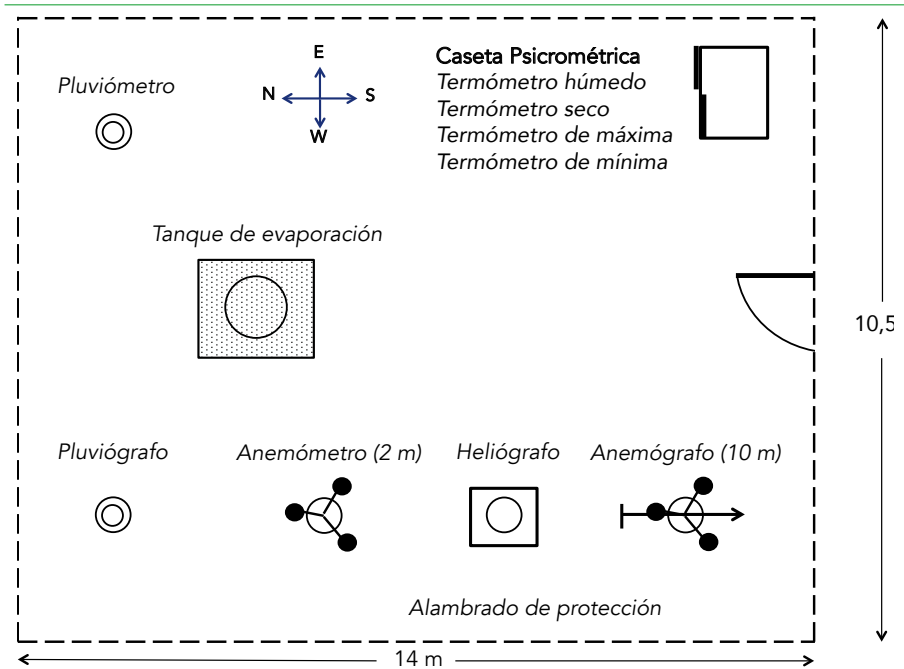 E
N
S
W
Pluviómetro
Caseta Psicrométrica
Termómetro húmedo
Termómetro seco
Termómetro de máxima
Termómetro de mínima
Tanque de evaporación
10,5
Pluviógrafo
Anemómetro (2 m)
Heliógrafo
Anemógrafo (10 m)
Alambrado de protección
14 m